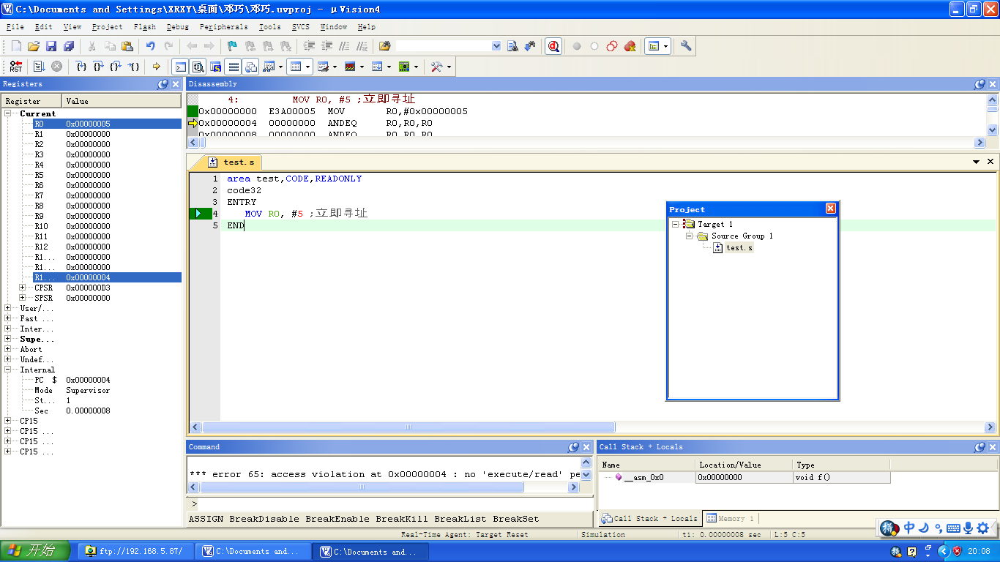 C:\Documents and Settings\XRXY\桌面\邓巧\邓巧.uvproj - µVision4
File Edit View Project Flash Debug Peripherals Tools SVCS Window Help
RST
Registers
Register Value
Current
R0 0x00000005
R1 0x00000000
R2 0x00000000
R3 0x00000000
R4 0x00000000
R5 0x00000000
R6 0x00000000
R7 0x00000000
R8 0x00000000
R9 0x00000000
R10 0x00000000
R11 0x00000000
R12 0x00000000
R1... 0x00000000
R1... 0x00000000
R1... 0x00000004
CPSR 0x000000D3
SPSR 0x00000000
User/...
Fast ...
Inter...
Supe...
Abort
Undef...
Internal
PC $ 0x00000004
Mode Supervisor
St... 1
Sec 0.00000008
CP15
CP15 ...
CP15 ...
CP15 ...
Disassembly
4: MOV R0, #5 ;立即寻址
0x00000000 E3A00005 MOV R0,#0x00000005
0x00000004 00000000 ANDEQ R0,R0,R0
0x00000008 00000000 ANDEQ R0,R0,R0
test.s
1 area test,CODE,READONLY
2 code32
3 ENTRY
4 MOV R0, #5 ;立即寻址
5 END
Project
Target 1
Source Group 1
test.s
Command
*** error 65: access violation at 0x00000004 : no 'execute/read' pe
>
ASSIGN BreakDisable BreakEnable BreakKill BreakList BreakSet
Call Stack + Locals
Name Location/Value Type
__asm_0x0 0x00000000 void f()
Call Stack + Locals Memory 1
中
Real-Time Agent: Target Reset Simulation t1: 0.00000008 sec L:5 C:5
开始 ftp://192.168.5.87/ C:\Documents and... C:\Documents and... 20:08